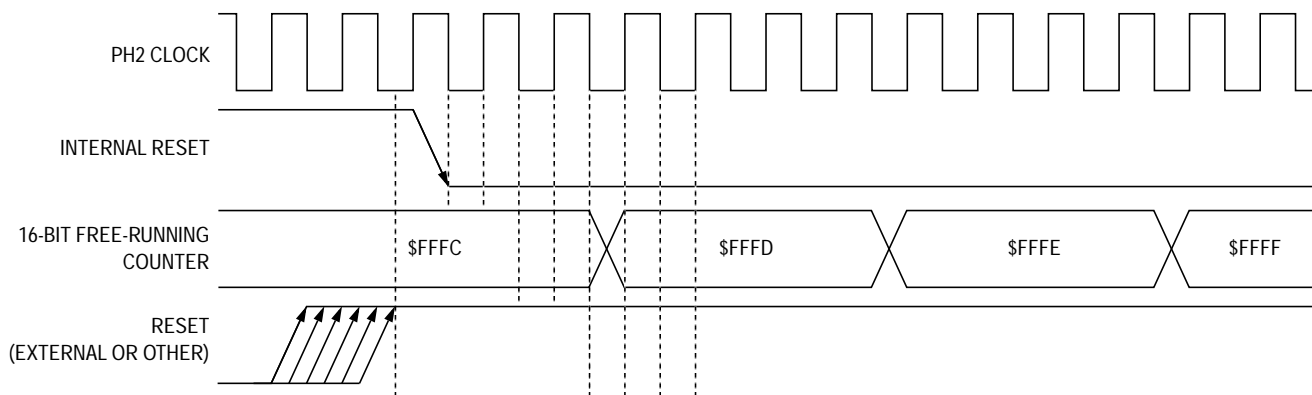 PH2 CLOCK
INTERNAL RESET
16-BIT FREE-RUNNING
COUNTER
$FFFC
$FFFD
$FFFE
$FFFF
RESET
(EXTERNAL OR OTHER)